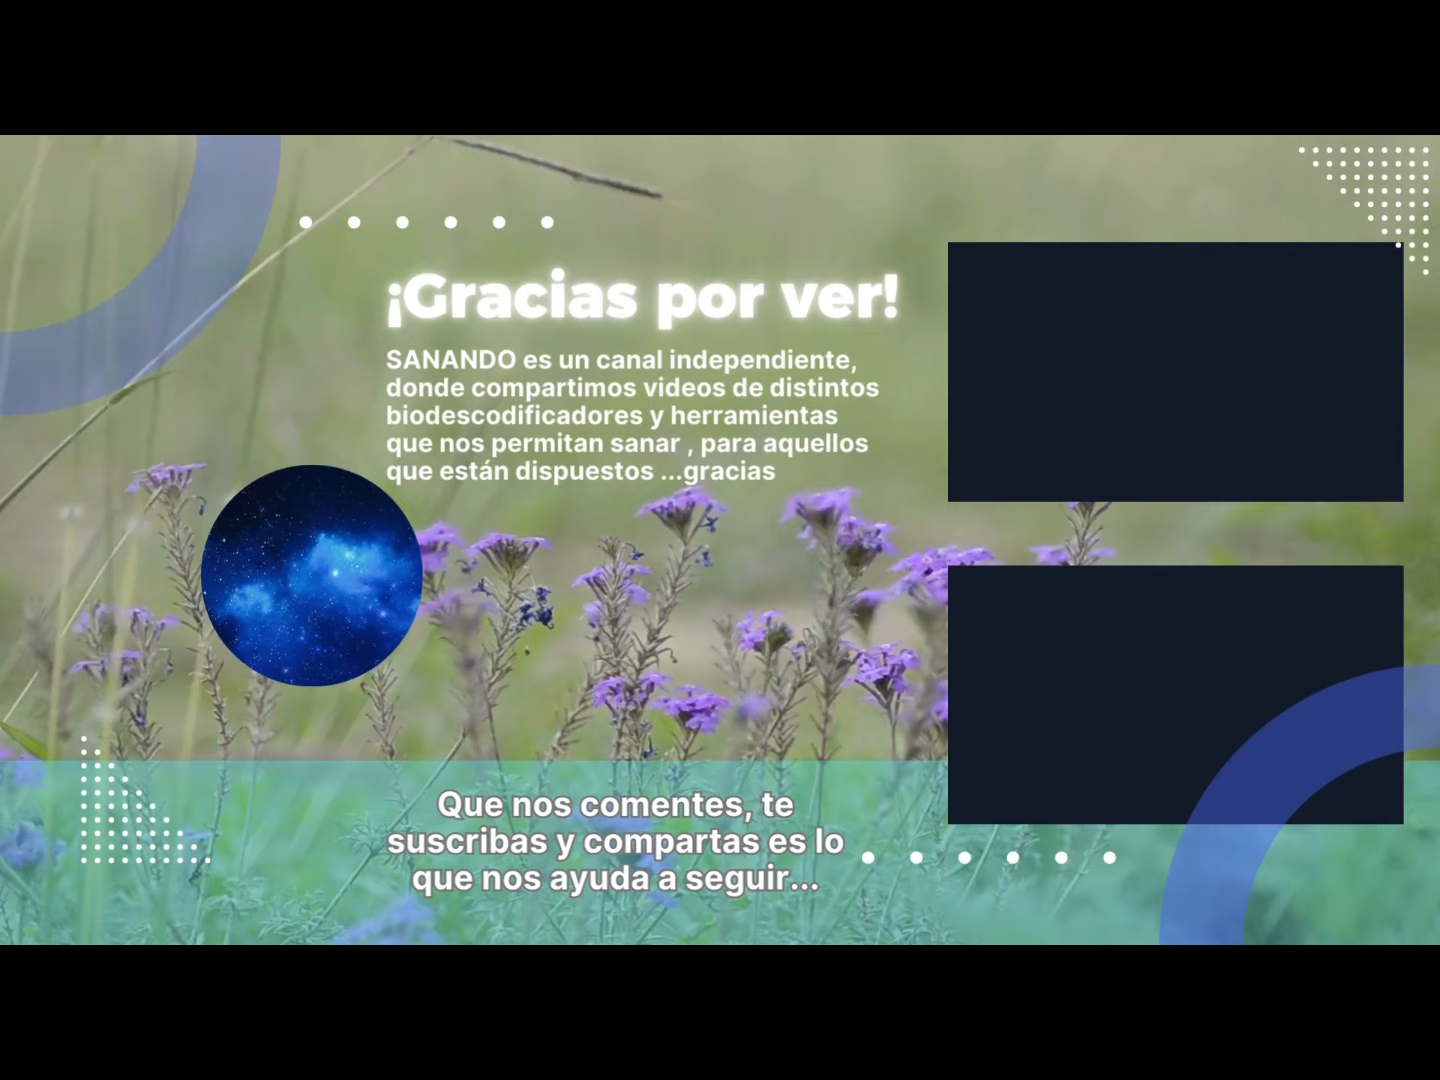 ¡Gracias por ver!
SANANDO es un canal independiente,
donde compartimos videos de distintos
biodescodificadores y herramientas
que nos permitan sanar , para aquellos
que están dispuestos ...gracias
Que nos comentes, te
suscribas y compartas es lo
que nos ayuda a seguir...